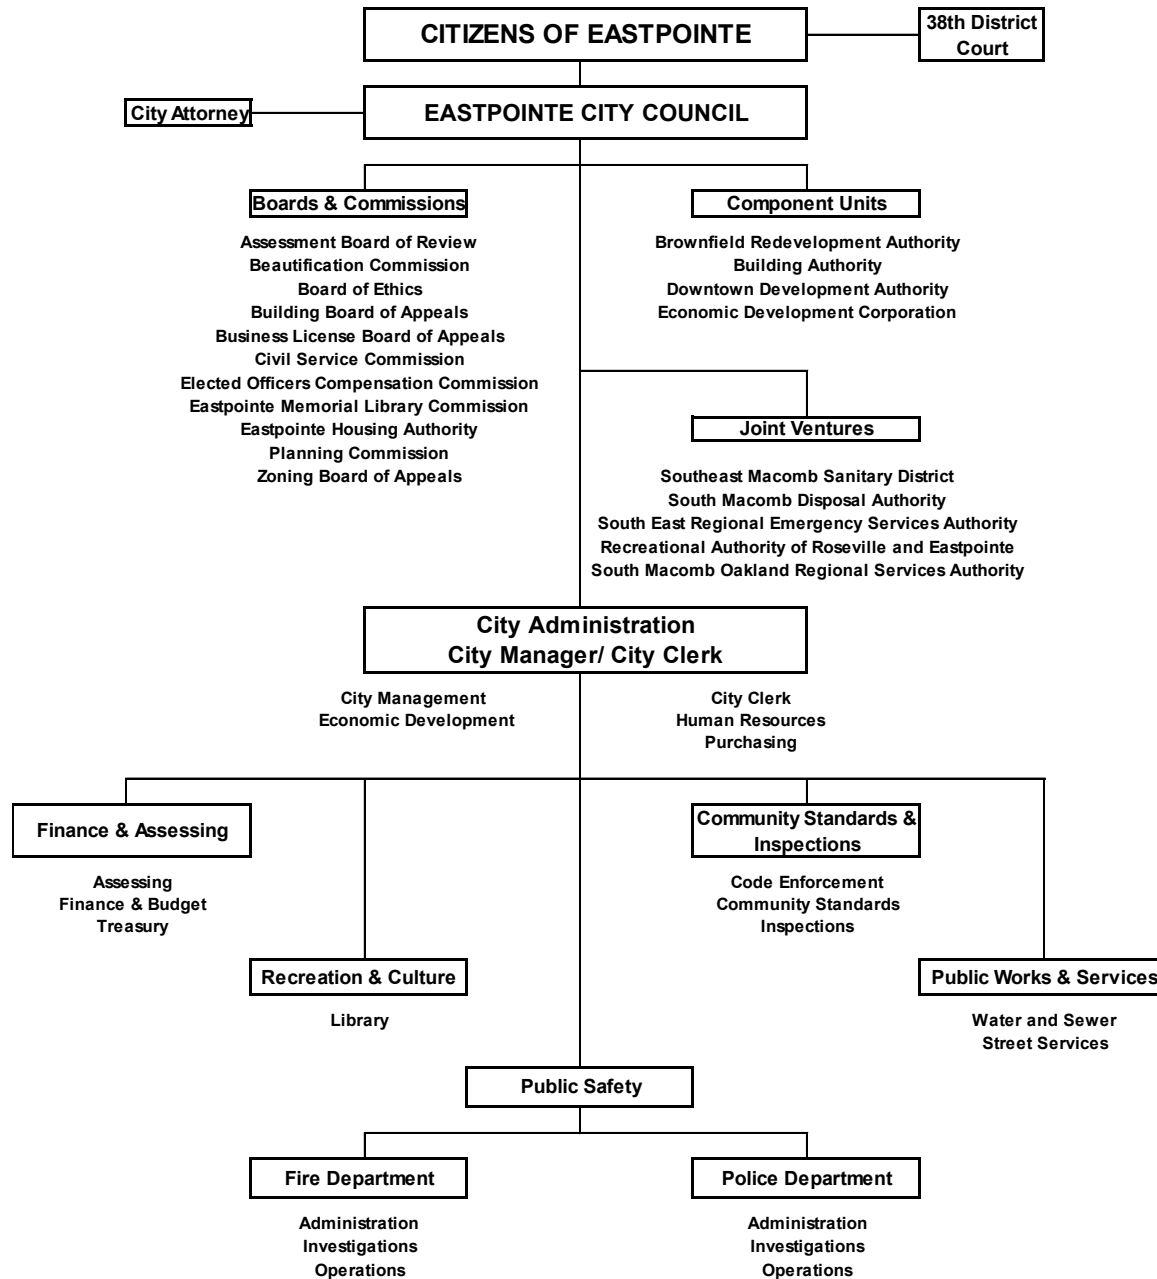 CITIZENS OF EASTPOINTE
38th District
Court
City Attorney
EASTPOINTE CITY COUNCIL
Boards & Commissions
Assessment Board of Review
Beautification Commission
Board of Ethics
Building Board of Appeals
Business License Board of Appeals
Civil Service Commission
Elected Officers Compensation Commission
Eastpointe Memorial Library Commission
Eastpointe Housing Authority
Planning Commission
Zoning Board of Appeals
Component Units
Brownfield Redevelopment Authority
Building Authority
Downtown Development Authority
Economic Development Corporation
Joint Ventures
Southeast Macomb Sanitary District
South Macomb Disposal Authority
South East Regional Emergency Services Authority
Recreational Authority of Roseville and Eastpointe
South Macomb Oakland Regional Services Authority
City Administration
City Manager/ City Clerk
City Management
Economic Development
City Clerk
Human Resources
Purchasing
Finance & Assessing
Assessing
Finance & Budget
Treasury
Community Standards &
Inspections
Code Enforcement
Community Standards
Inspections
Recreation & Culture
Library
Public Works & Services
Water and Sewer
Street Services
Public Safety
Fire Department
Administration
Investigations
Operations
Police Department
Administration
Investigations
Operations